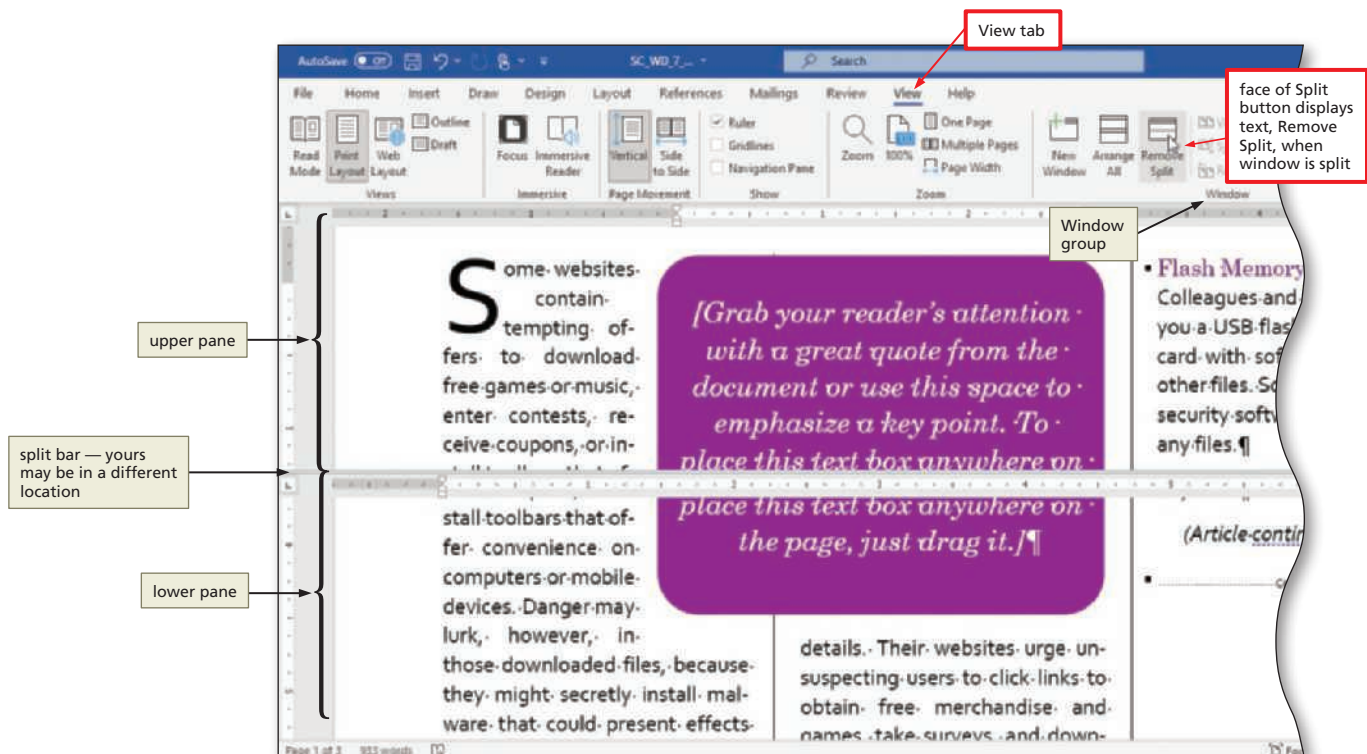 View tab
AutoSave Off SC_WD_7_... Search
File Home Insert Draw Design Layout References Mailings Review View Help
face of Split
button displays
text, Remove
Split, when
window is split
Read
Mode
Print
Layout
Web
Layout
Outline
Draft
Views
Focus
Immersive
Reader
Immersive
Vertical
Side
to Side
Page Movement
Ruler
Gridlines
Navigation Pane
Show
Zoom
100%
One Page
Multiple Pages
Page Width
Zoom
New
Window
Arrange
All
Remove
Split
Window
Window
group
upper pane
Some websites
contain
tempting of-
fers to download
free games or music,
enter contests, re-
ceive coupons, or in-
[Grab your reader's attention
with a great quote from the
document or use this space to
emphasize a key point. To
place this text box anywhere on
▪ Flash Memory
Colleagues and
you a USB flas
card with sof
other files. Sc
security softw
any files.¶
split bar — yours
may be in a different
location
lower pane
stall toolbars that of-
fer convenience on
computers or mobile
devices. Danger may
lurk, however, in
those downloaded files, because
they might secretly install mal-
ware that could present effects
place this text box anywhere on
the page, just drag it.]¶
details. Their websites urge un-
suspecting users to click links to
obtain free merchandise and
games, take surveys, and down-
(Article contin
Page 1 of 3 953 words